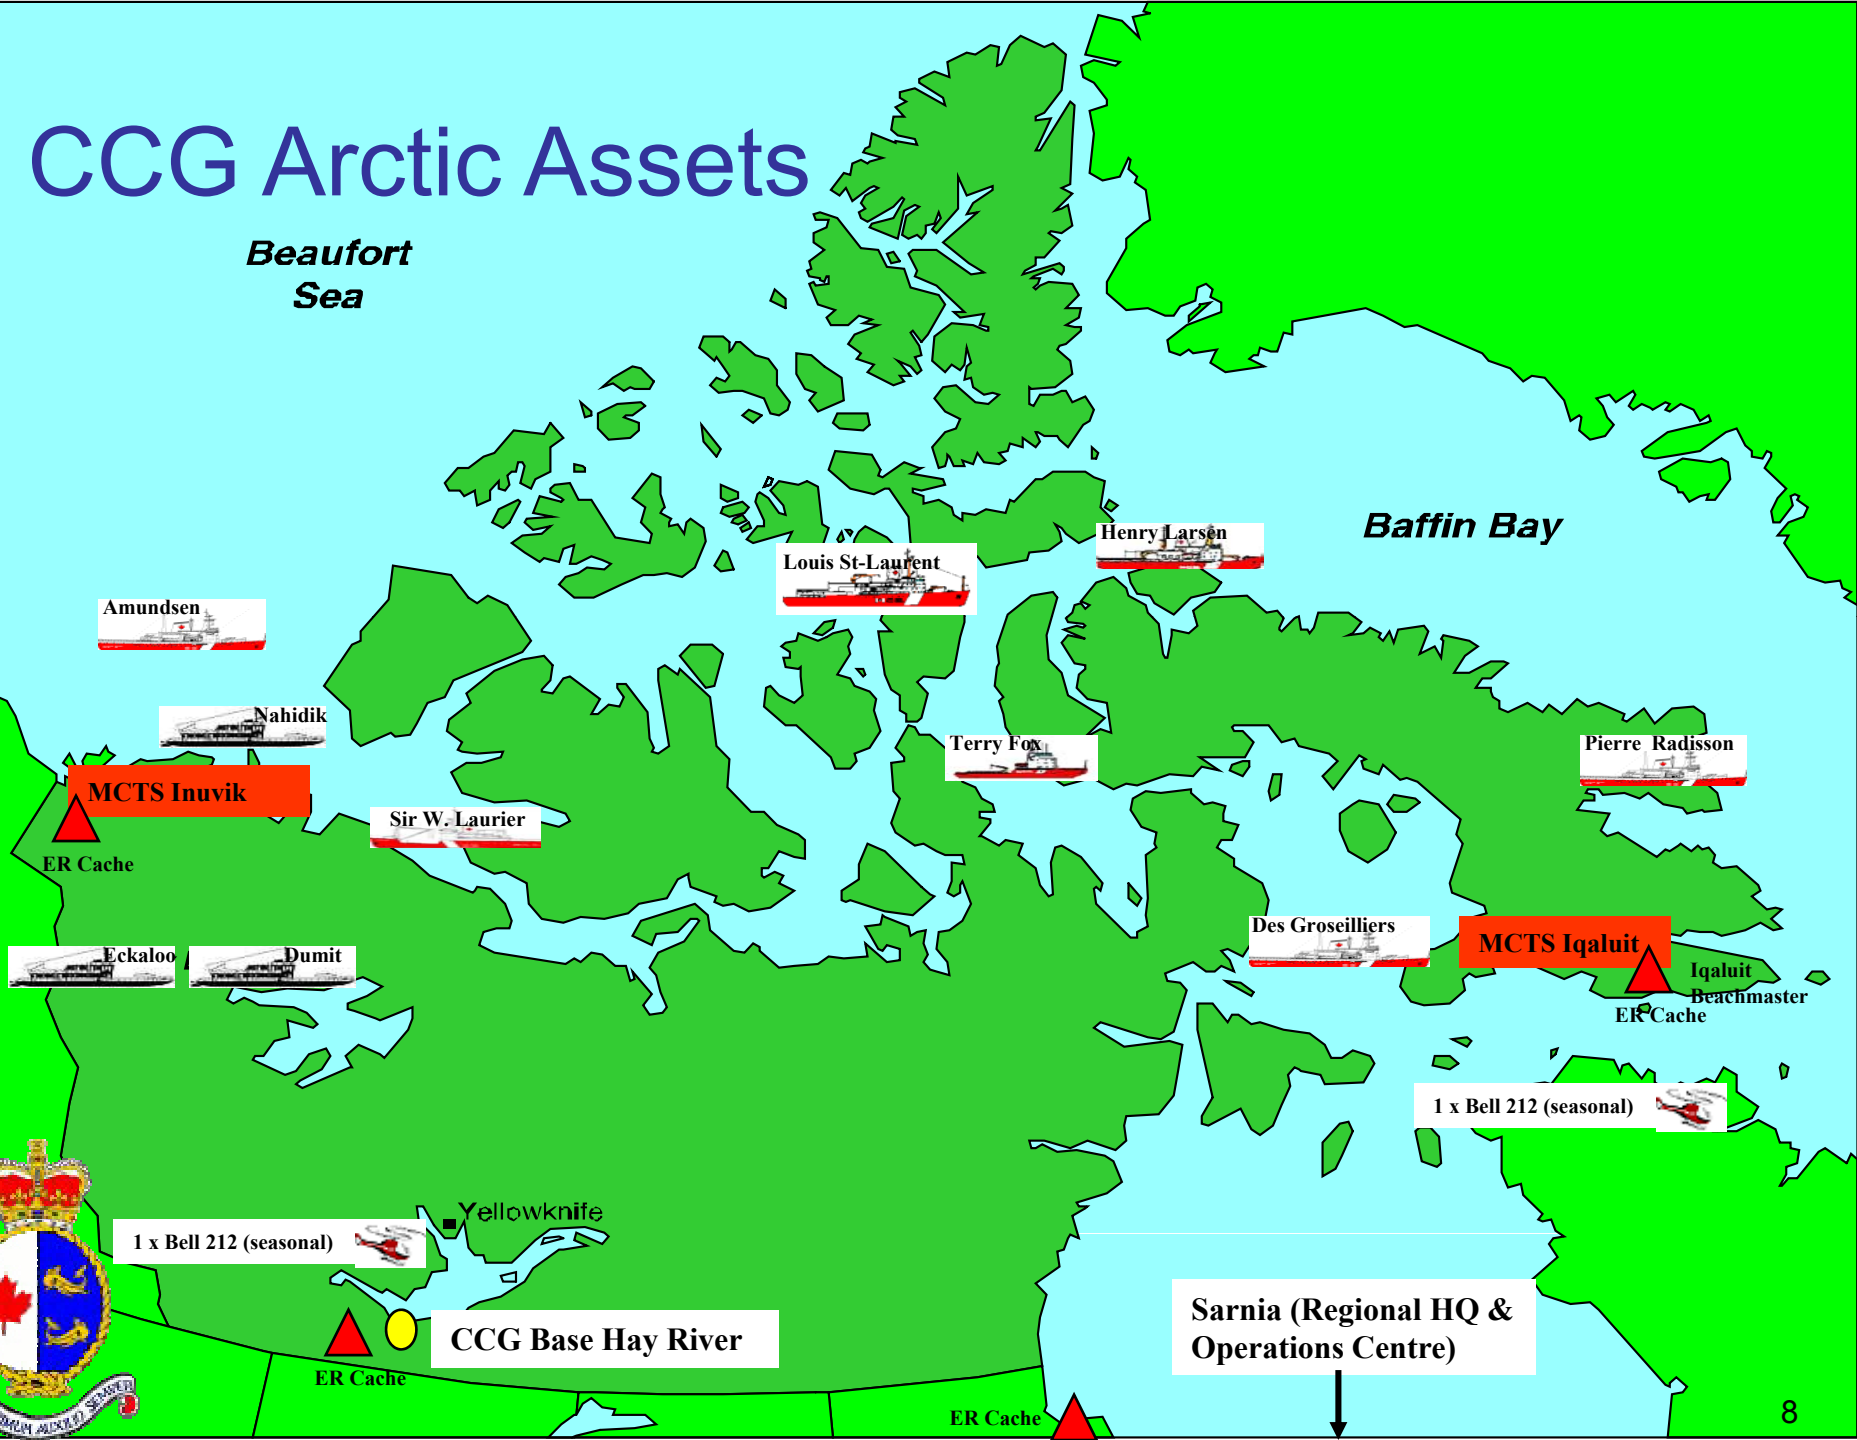 CCG Arctic Assets
Beaufort
Sea
Baffin Bay
Henry Larsen
Louis St-Laurent
Amundsen
Nahidik
Terry Fox
Pierre Radisson
MCTS Inuvik
Sir W. Laurier
ER Cache
Des Groseilliers
MCTS Iqaluit
Eckaloo
Dumit
Iqaluit
Beachmaster
ER Cache
1 x Bell 212 (seasonal)
Yellowknife
1 x Bell 212 (seasonal)
Sarnia (Regional HQ &
Operations Centre)
CCG Base Hay River
ER Cache
ER Cache
8
AUXILIO SEMPER